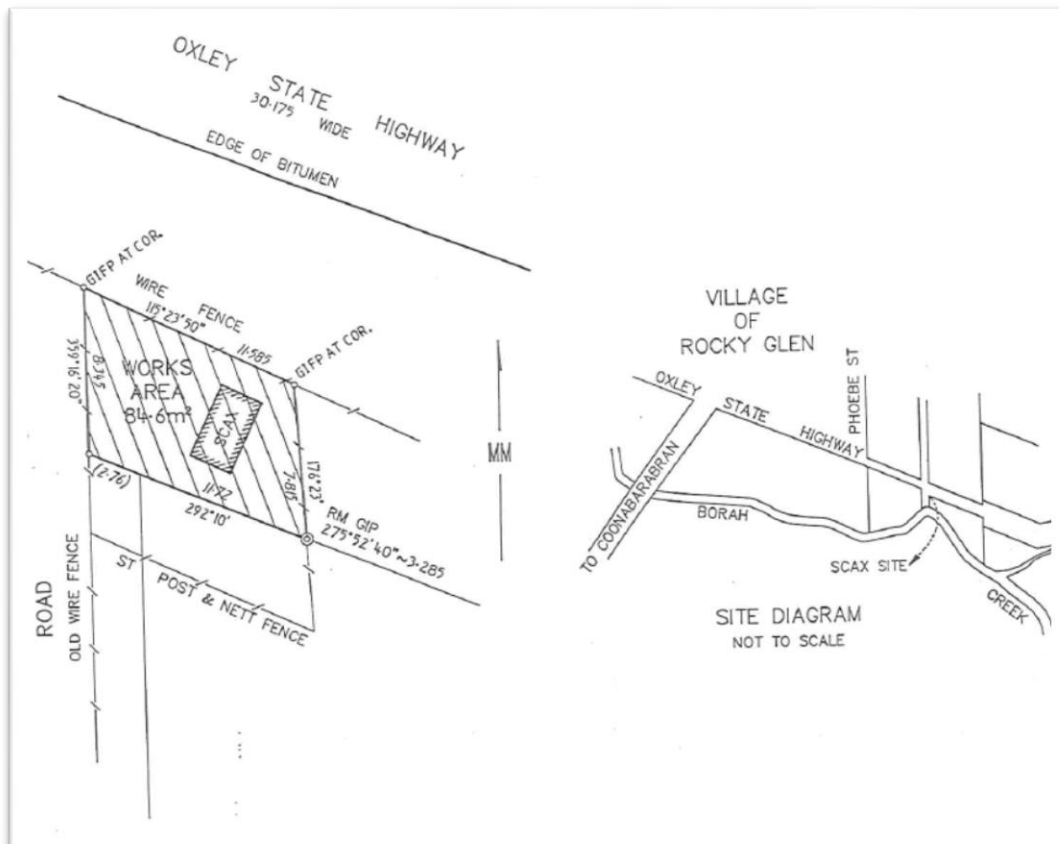 OXLEY STATE HIGHWAY
30·175 WIDE
EDGE OF BITUMEN
GIFP AT COR.
WIRE FENCE
115°23'50"
11·585
GIFP AT COR.
359°16'20"
8·345
WORKS
AREA
84·6m²
SCAX
(2·76)
11·72
292°10'
7·815
176°23'
RM GIP
275°52'40"~3·285
MM
ST POST & NETT FENCE
ROAD
OLD WIRE FENCE
VILLAGE
OF
ROCKY GLEN
OXLEY STATE HIGHWAY
PHOEBE ST
TO COONABARABRAN
BORAH CREEK
SCAX SITE
SITE DIAGRAM
NOT TO SCALE